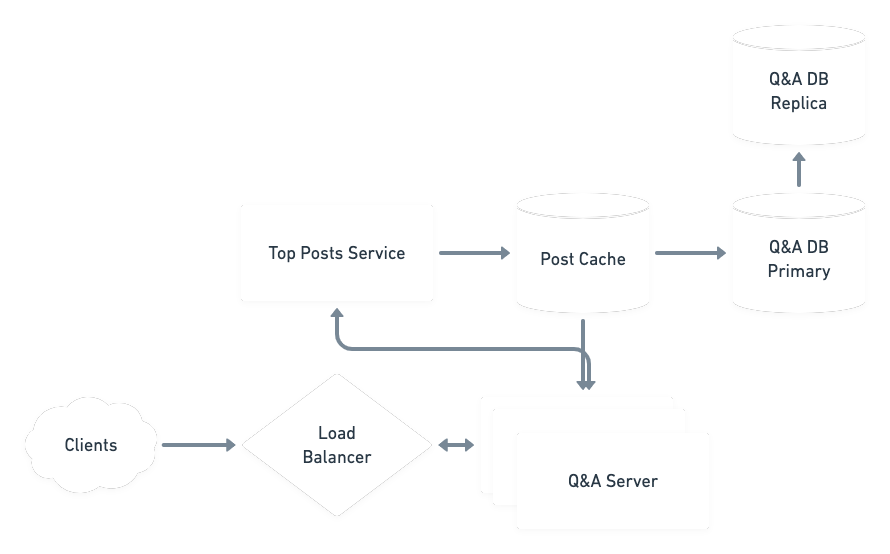 Q&A DB
Replica
Top Posts Service
Post Cache
Q&A DB
Primary
Clients
Load
Balancer
Q&A Server